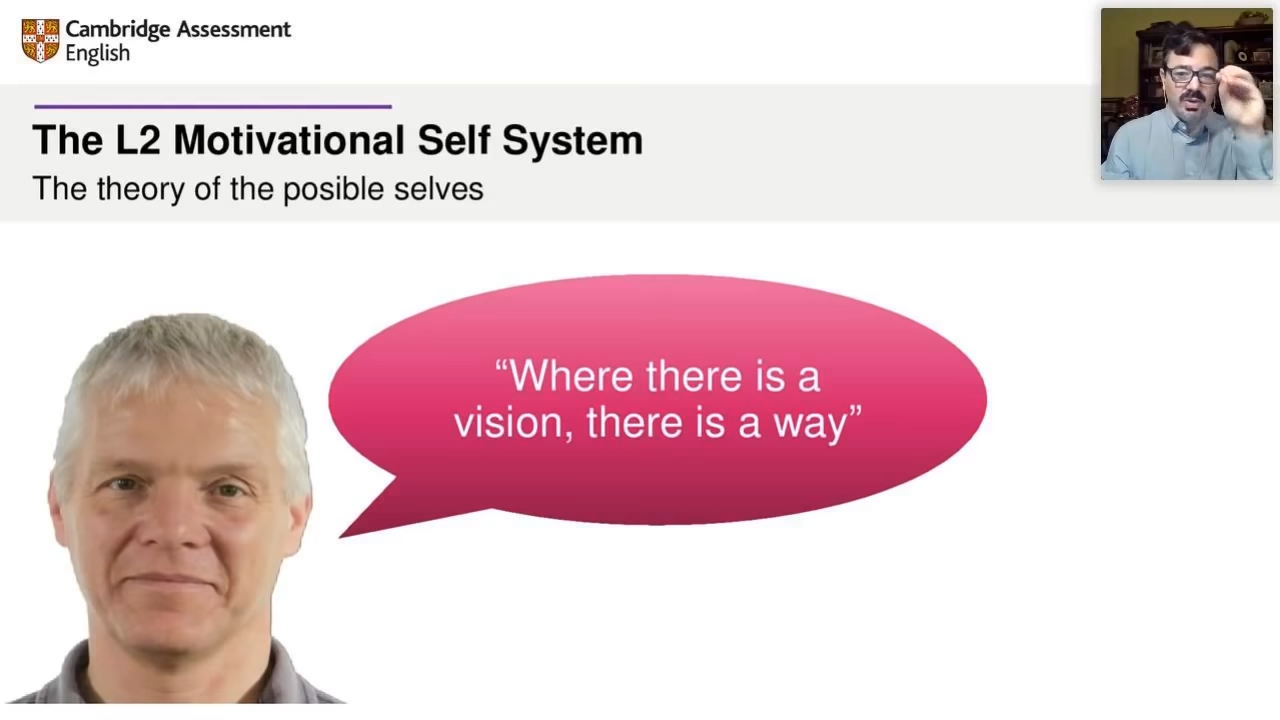 Cambridge Assessment
English
The L2 Motivational Self System
The theory of the posible selves
“Where there is a
vision, there is a way”